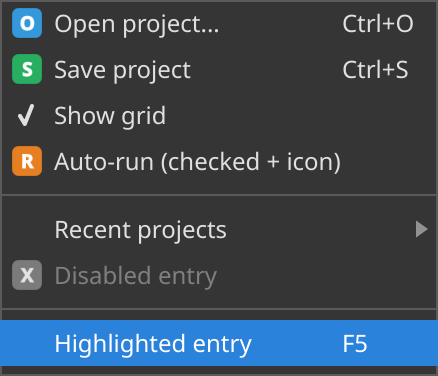 O Open project... Ctrl+O
S Save project Ctrl+S
✓ Show grid
R Auto-run (checked + icon)
Recent projects
X Disabled entry
Highlighted entry F5